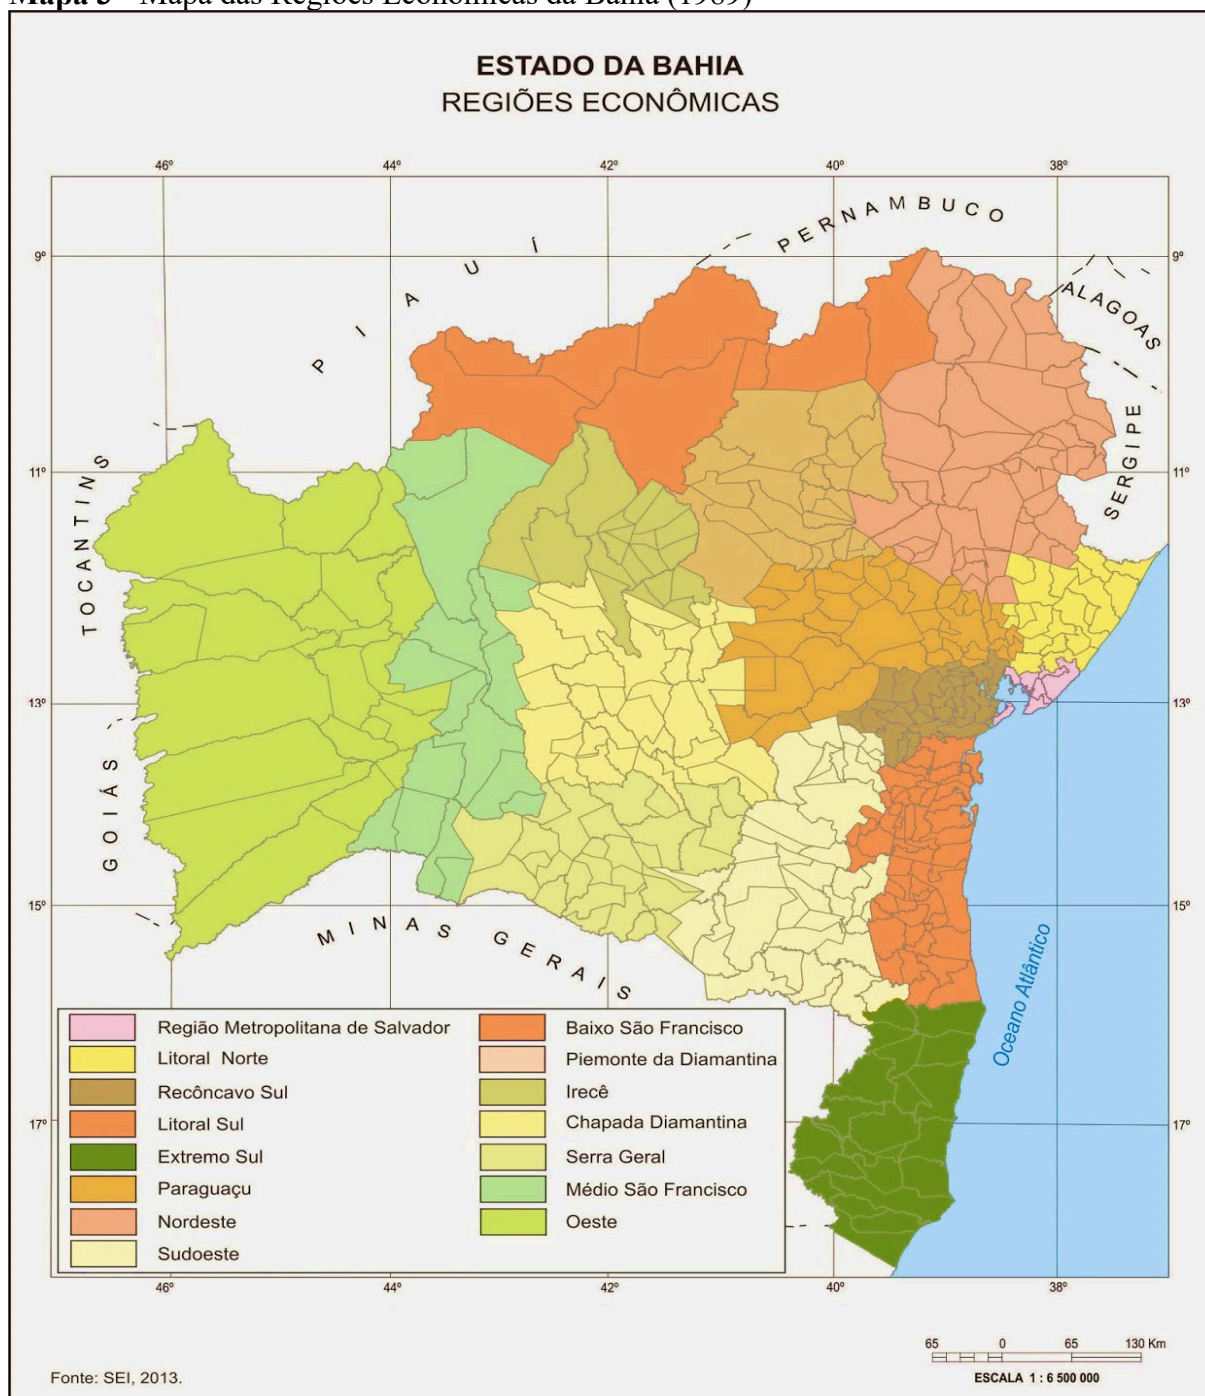 Mapa 3 - Mapa das Regiões Econômicas da Bahia (1989)
ESTADO DA BAHIA
REGIÕES ECONÔMICAS
46º 44º 42º 40º 38º
PERNAMBUCO
PIAUÍ
9º 9º
ALAGOAS
SERGIPE
TOCANTINS
11º 11º
13º 13º
GOIÁS
15º 15º
MINAS GERAIS
Oceano Atlântico
17º 17º
Região Metropolitana de Salvador
Litoral Norte
Recôncavo Sul
Litoral Sul
Extremo Sul
Paraguaçu
Nordeste
Sudoeste
Baixo São Francisco
Piemonte da Diamantina
Irecê
Chapada Diamantina
Serra Geral
Médio São Francisco
Oeste
46º 44º 42º 40º 38º
65 0 65 130 Km
ESCALA 1 : 6 500 000
Fonte: SEI, 2013.